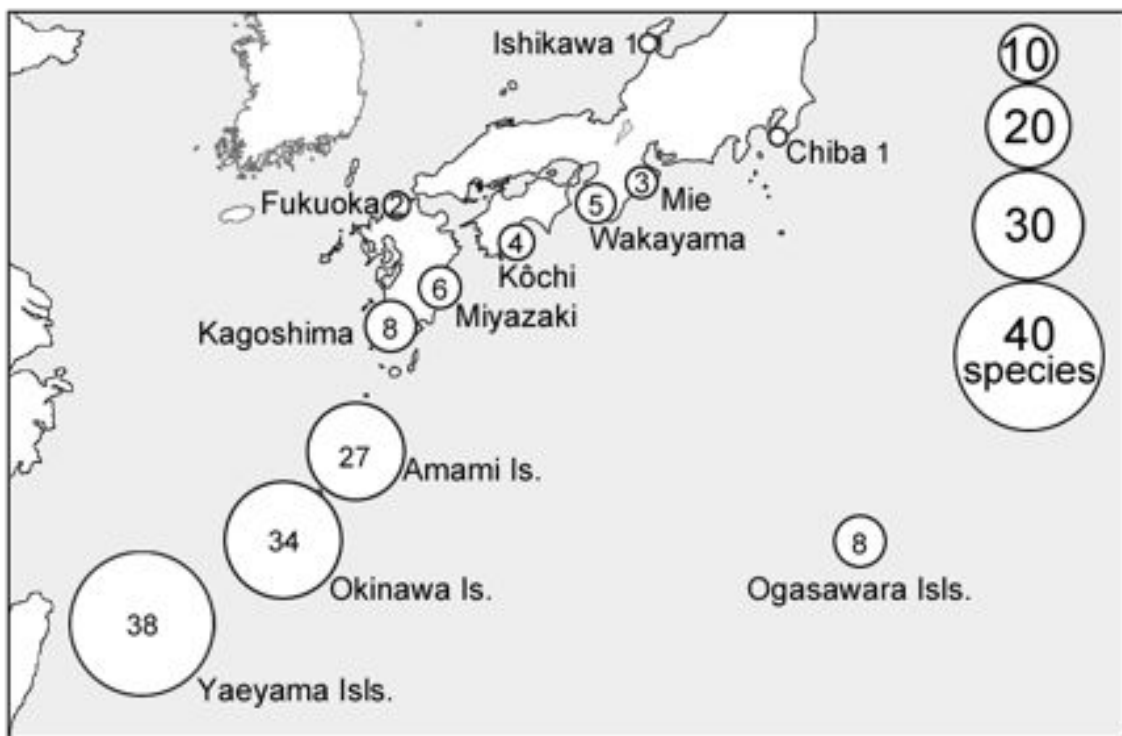 Ishikawa 1
10
20
Chiba 1
Fukuoka 2
3
Mie
5
Wakayama
4
Kôchi
30
6
Miyazaki
Kagoshima 8
40
species
27
Amami Is.
34
Okinawa Is.
8
Ogasawara Isls.
38
Yaeyama Isls.